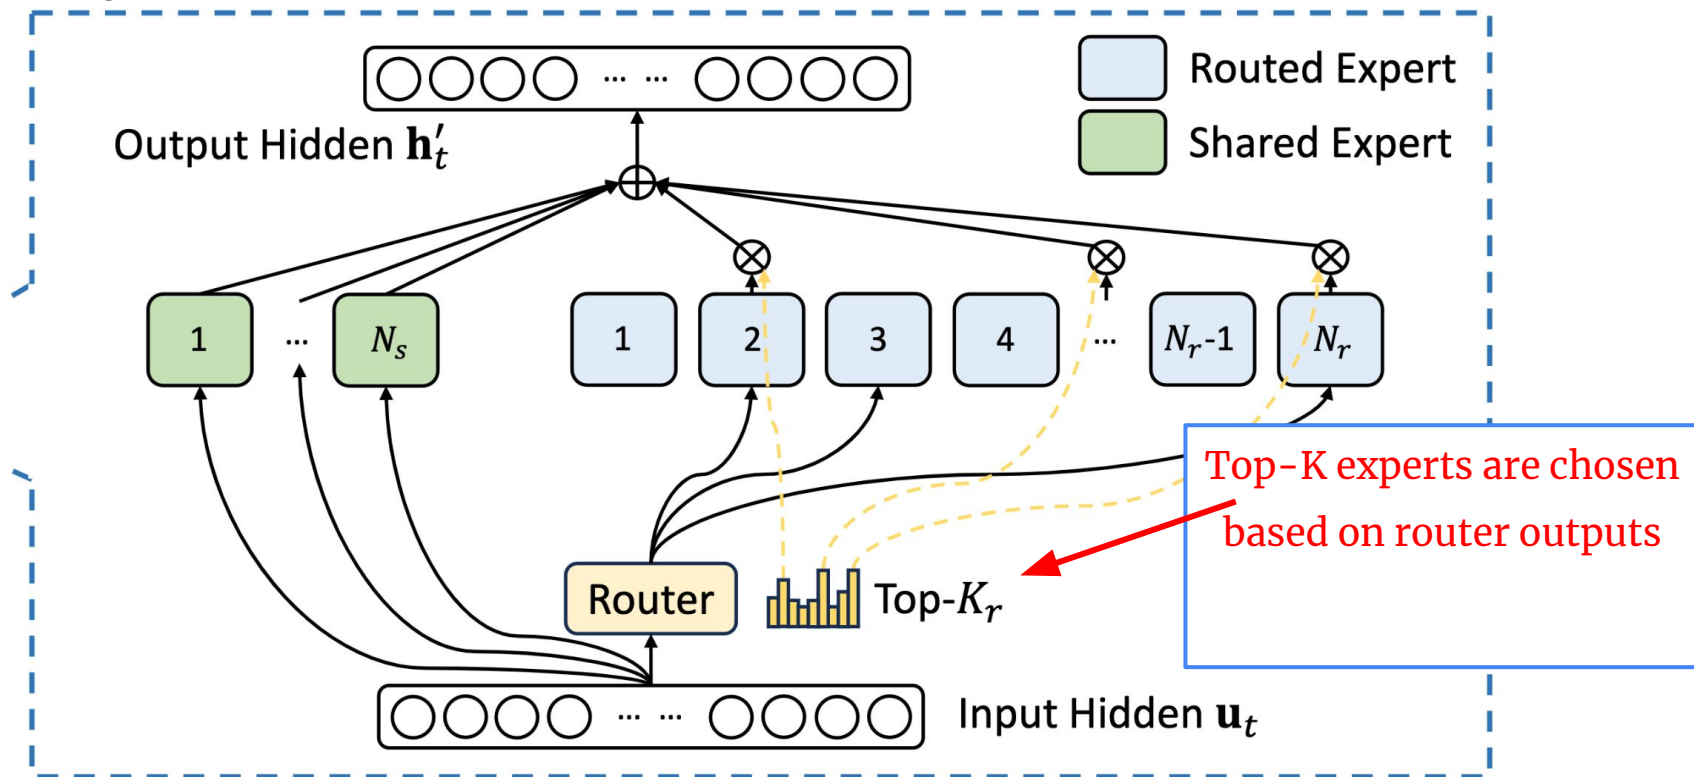 Routed Expert
Output Hidden h′ₜ
Shared Expert
1 ... Nₛ 1 2 3 4 ... Nᵣ-1 Nᵣ
Top-K experts are chosen
based on router outputs
Router
Top-Kᵣ
Input Hidden uₜ